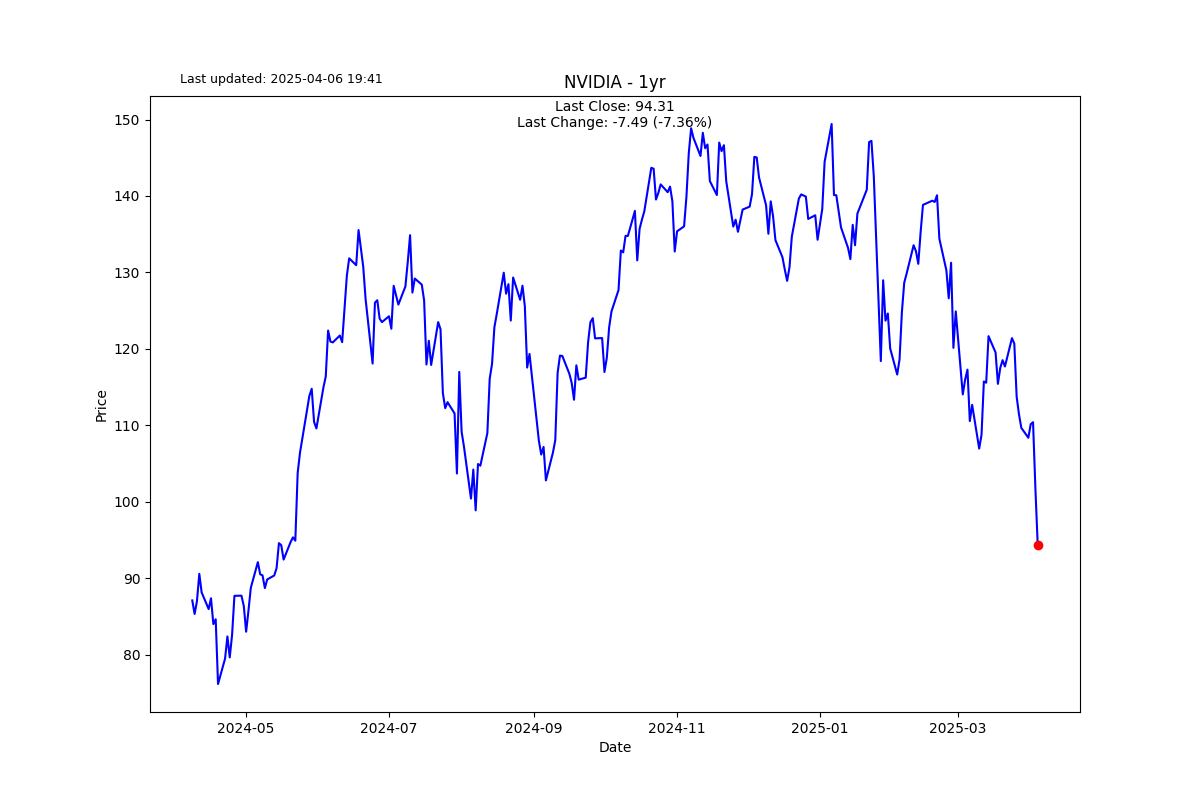 Last updated: 2025-04-06 19:41
NVIDIA - 1yr
Last Close: 94.31
Last Change: -7.49 (-7.36%)
150
140
130
120
110
100
90
80
Price
2024-05 2024-07 2024-09 2024-11 2025-01 2025-03
Date